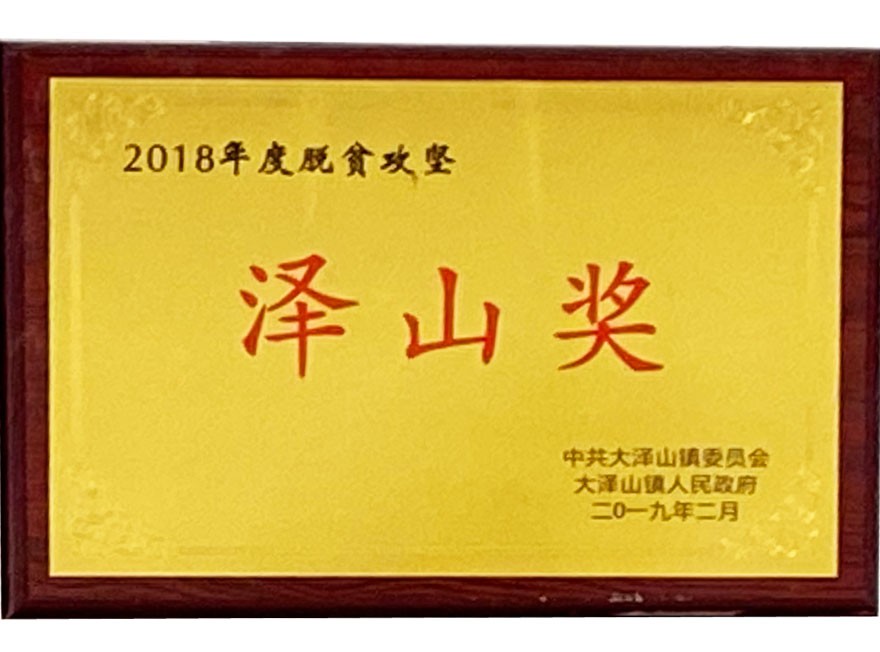 2018年度脱贫攻坚
泽山奖
中共大泽山镇委员会
大泽山镇人民政府
二0一九年二月